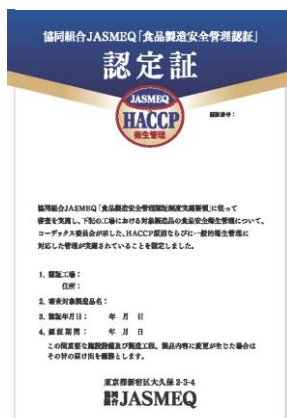 協同組合JASMEQ「食品製造安全管理認証」
認定証
JASMEQ
HACCP
衛生管理
認証番号：
協同組合JASMEQ「食品製造安全管理認証制度実施要領」に従って
審査を実施し、下記の工場における対象製造品の食品安全衛生管理について、
コーデックス委員会が示した、HACCP原則ならびに一般的衛生管理に
対応した管理が実施されていることを認定しました。
1. 認証工場：
住所：
2. 審査対象製造品名：
3. 認証年月日： 年 月 日
4. 認証期間： 年 月 日
この間重要な施設設備及び製造工程、製品内容に変更が生じた場合は
その旨の届け出を義務とします。
東京都新宿区大久保 2-3-4
JASMEQ